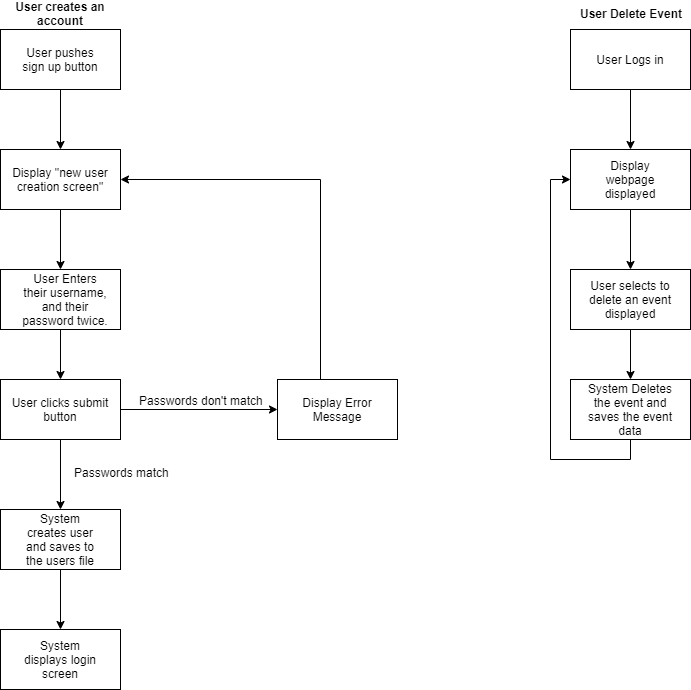 User creates an
account
User pushes
sign up button
Display "new user
creation screen"
User Enters
their username,
and their
password twice.
User clicks submit
button
Passwords don't match
Display Error
Message
Passwords match
System
creates user
and saves to
the users file
System
displays login
screen
User Delete Event
User Logs in
Display
webpage
displayed
User selects to
delete an event
displayed
System Deletes
the event and
saves the event
data